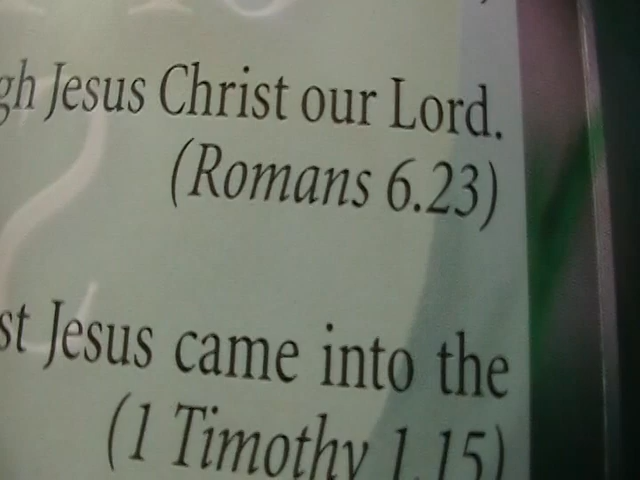 gh Jesus Christ our Lord.
(Romans 6.23)
st Jesus came into the
(1 Timothy 1.15)